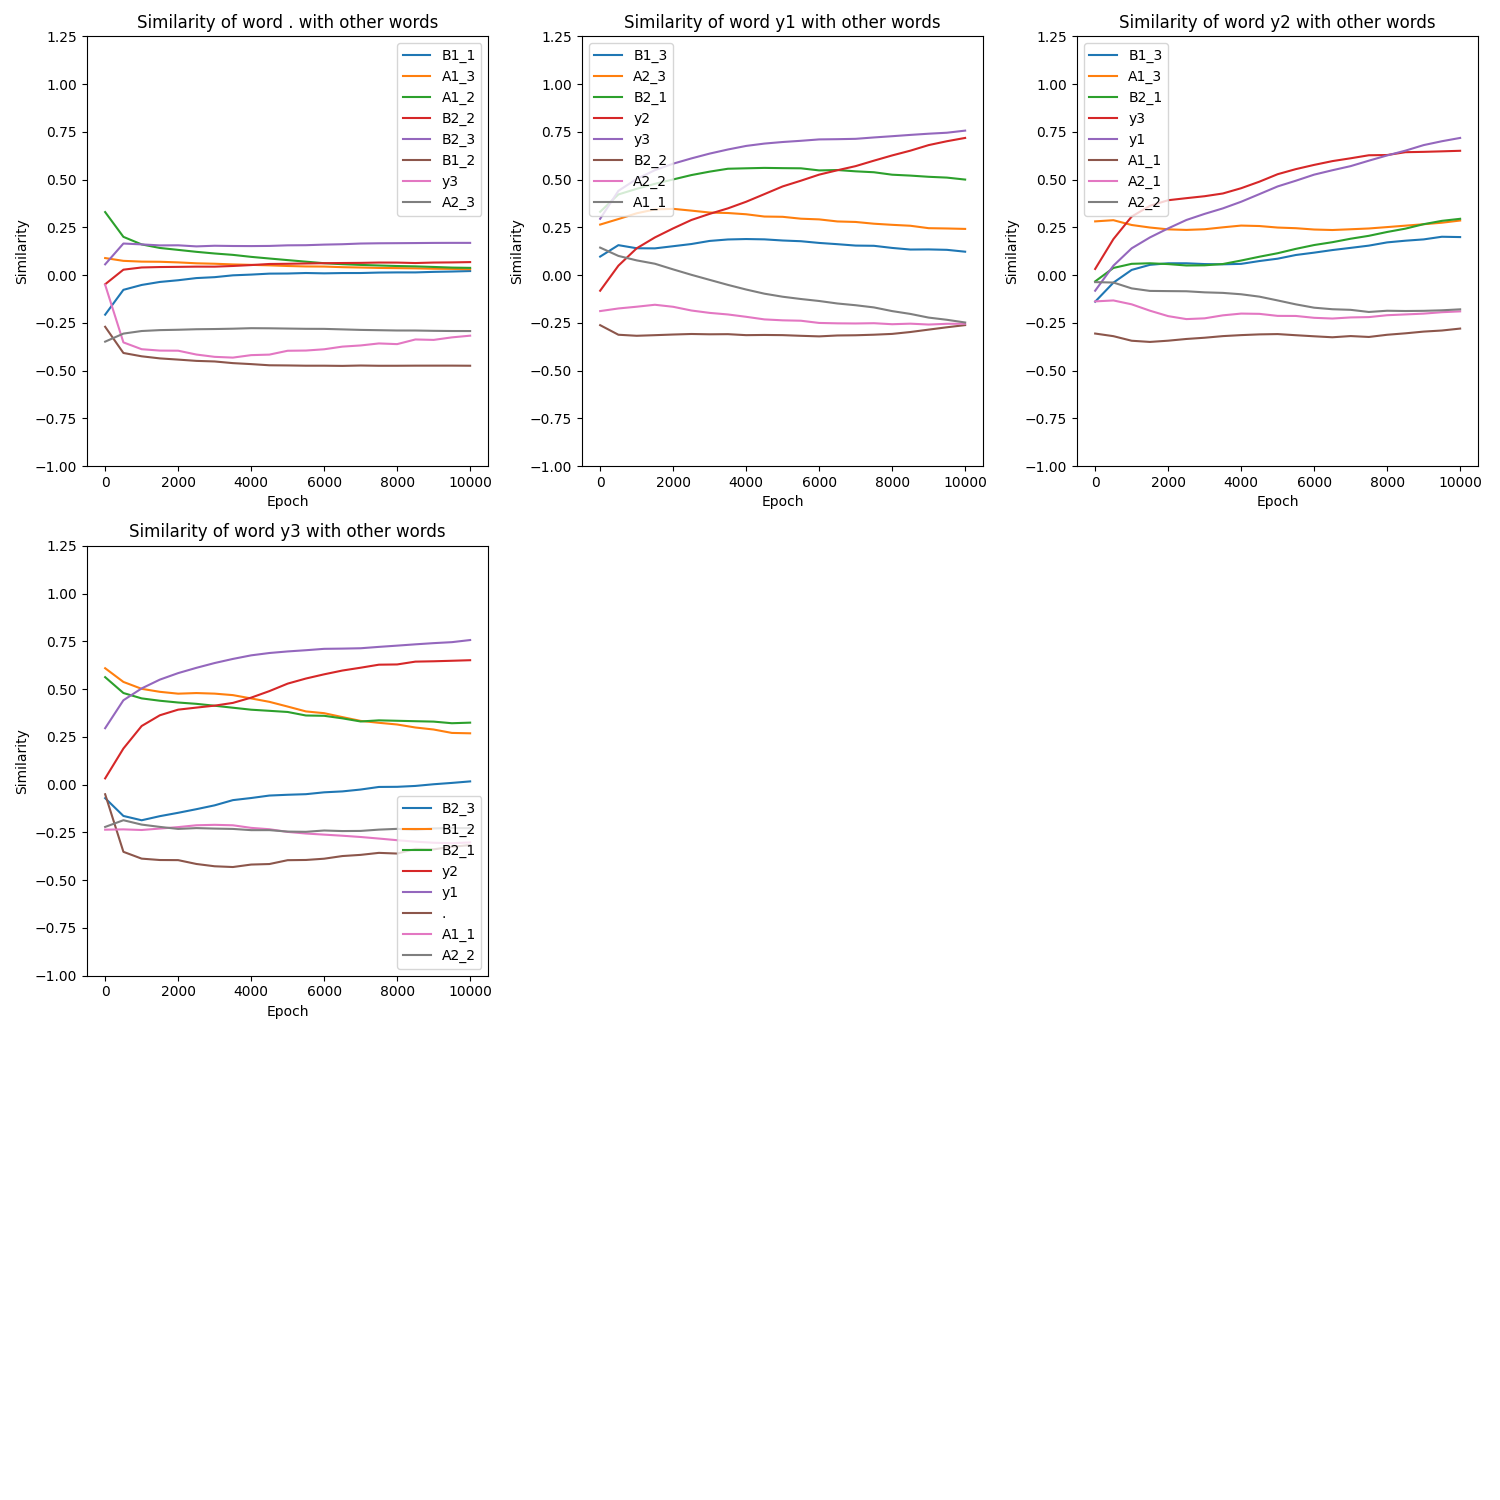 Similarity of word . with other words
1.25
1.00
0.75
0.50
0.25
0.00
−0.25
−0.50
−0.75
−1.00
Similarity
0 2000 4000 6000 8000 10000
Epoch
B1_1
A1_3
A1_2
B2_2
B2_3
B1_2
y3
A2_3
Similarity of word y1 with other words
1.25
1.00
0.75
0.50
0.25
0.00
−0.25
−0.50
−0.75
−1.00
Similarity
0 2000 4000 6000 8000 10000
Epoch
B1_3
A2_3
B2_1
y2
y3
B2_2
A2_2
A1_1
Similarity of word y2 with other words
1.25
1.00
0.75
0.50
0.25
0.00
−0.25
−0.50
−0.75
−1.00
Similarity
0 2000 4000 6000 8000 10000
Epoch
B1_3
A1_3
B2_1
y3
y1
A1_1
A2_1
A2_2
Similarity of word y3 with other words
1.25
1.00
0.75
0.50
0.25
0.00
−0.25
−0.50
−0.75
−1.00
Similarity
0 2000 4000 6000 8000 10000
Epoch
B2_3
B1_2
B2_1
y2
y1
.
A1_1
A2_2